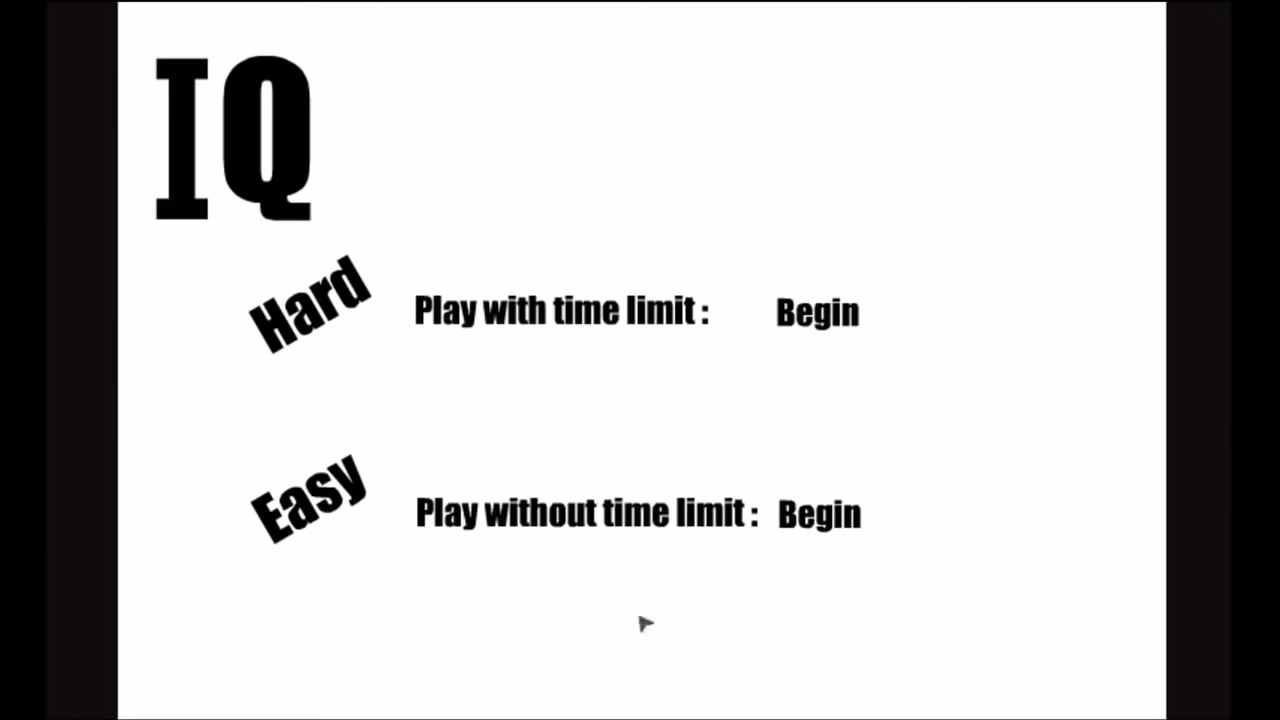 IQ
Hard
Play with time limit : Begin
Easy
Play without time limit : Begin